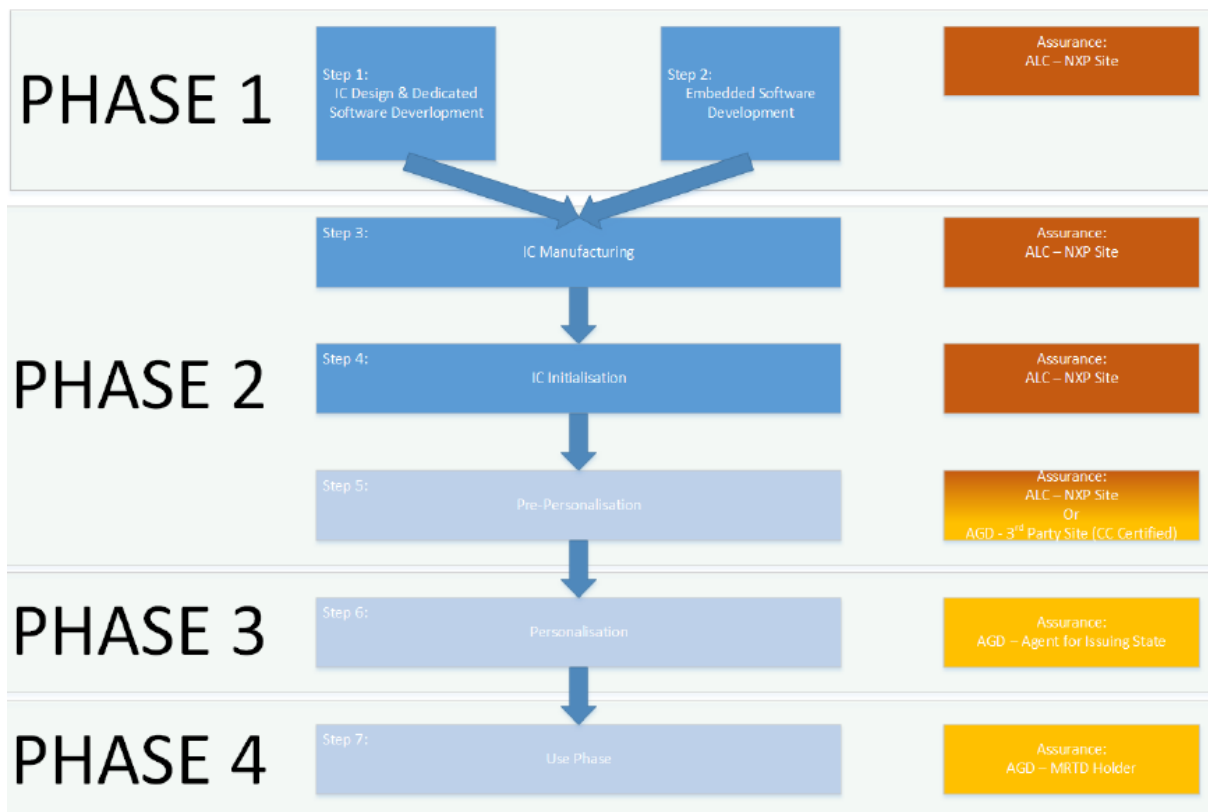 PHASE 1
Step 1:
IC Design & Dedicated
Software Deverlopment
Step 2:
Embedded Software
Development
Assurance:
ALC – NXP Site
PHASE 2
Step 3:
IC Manufacturing
Assurance:
ALC – NXP Site
Step 4:
IC Initialisation
Assurance:
ALC – NXP Site
Step 5:
Pre-Personalisation
Assurance:
ALC – NXP Site
Or
AGD - 3rd Party Site (CC Certified)
PHASE 3
Step 6:
Personalisation
Assurance:
AGD – Agent for Issuing State
PHASE 4
Step 7:
Use Phase
Assurance:
AGD – MRTD Holder